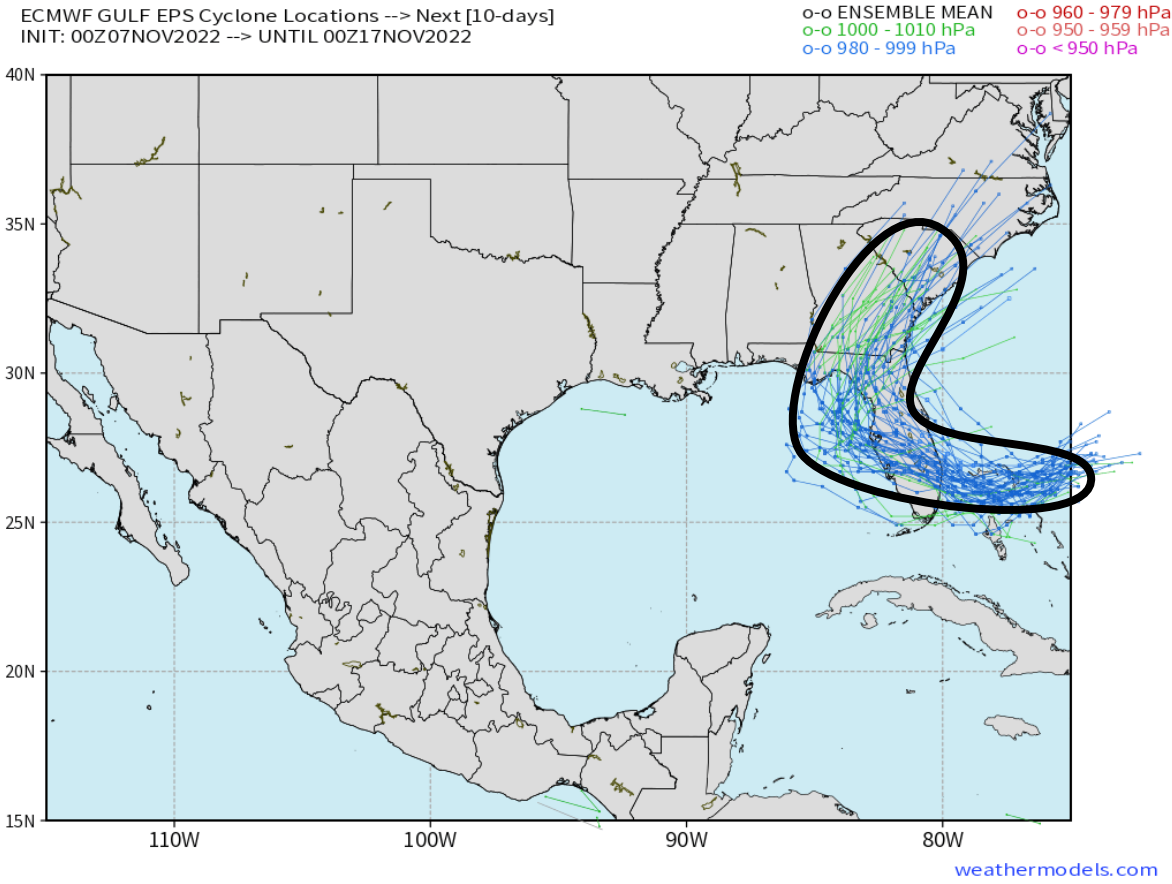 ECMWF GULF EPS Cyclone Locations --> Next [10-days]
INIT: 00Z07NOV2022 --> UNTIL 00Z17NOV2022
o-o ENSEMBLE MEAN
o-o 1000 - 1010 hPa
o-o 980 - 999 hPa
o-o 960 - 979 hPa
o-o 950 - 959 hPa
o-o < 950 hPa
40N
35N
30N
25N
20N
15N
110W
100W
90W
80W
weathermodels.com